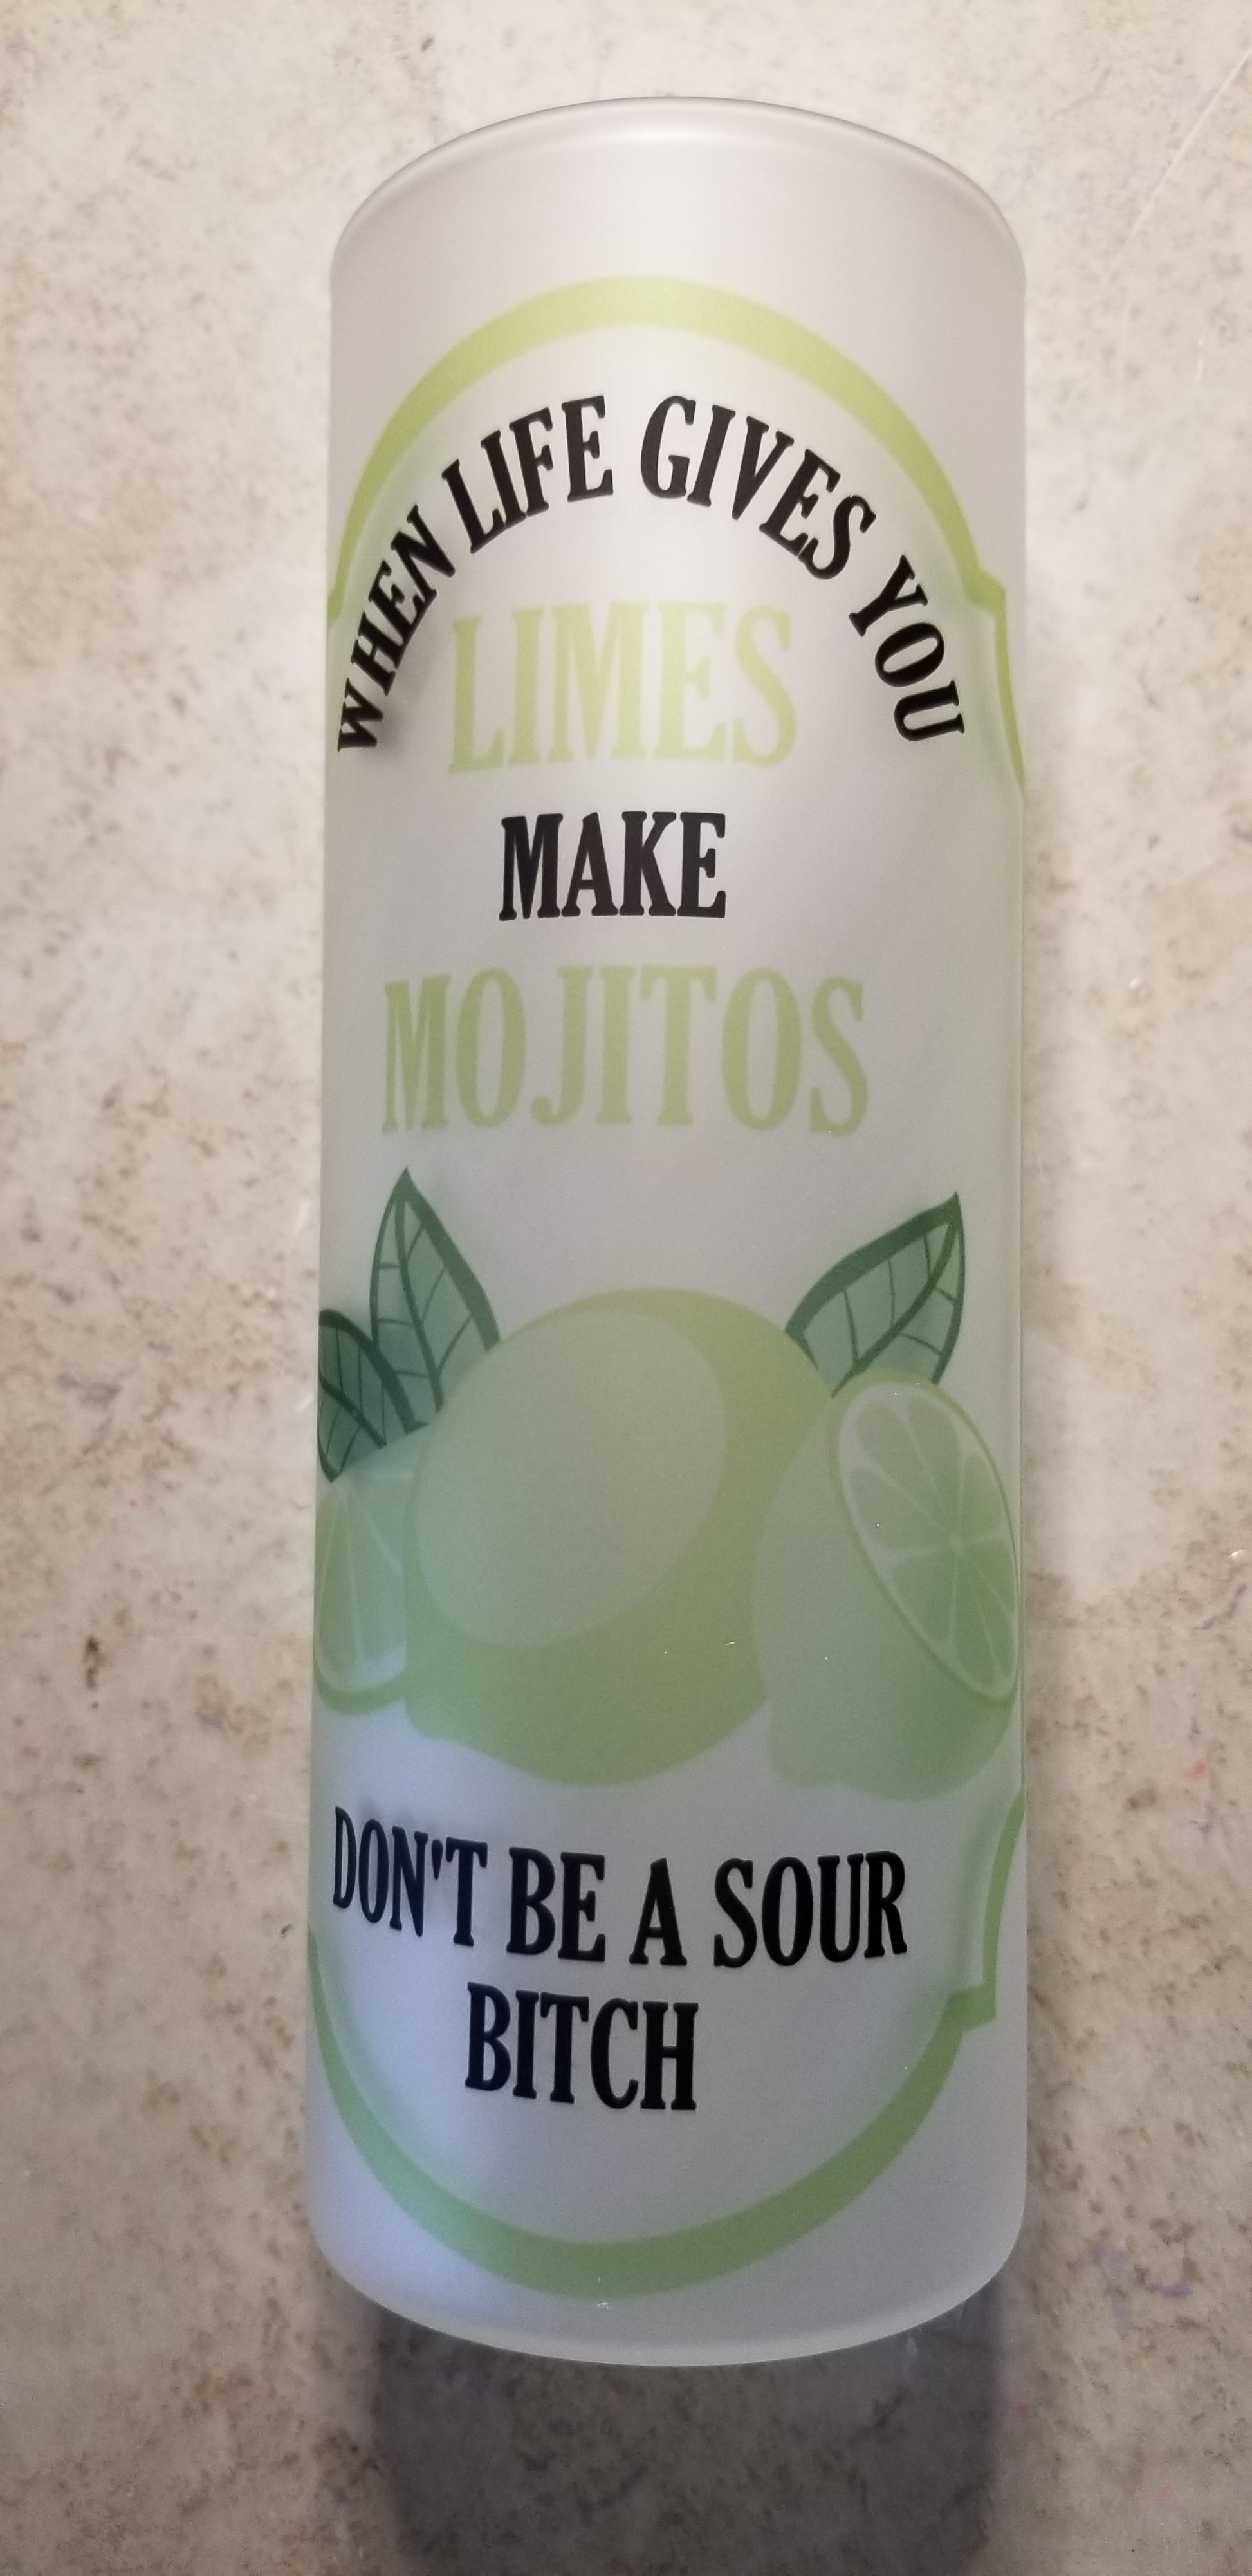 WHEN LIFE GIVES YOU
LIMES
MAKE
MOJITOS
DON'T BE A SOUR
BITCH